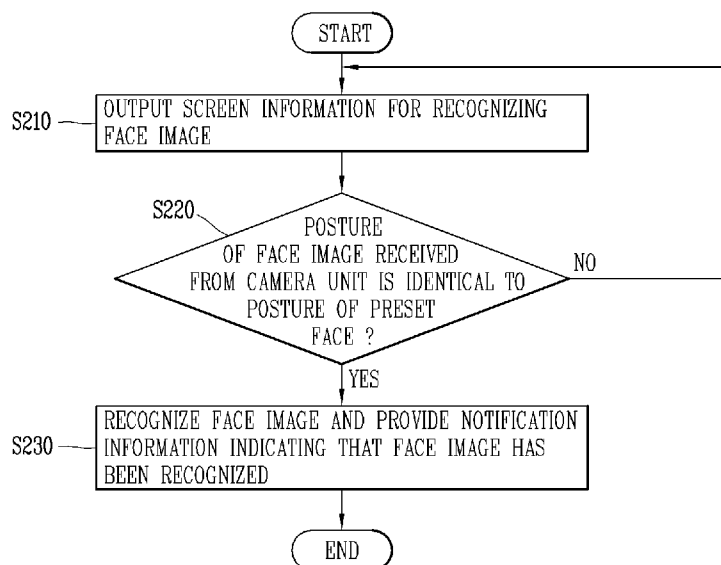 START
S210
OUTPUT SCREEN INFORMATION FOR RECOGNIZING
FACE IMAGE
S220
POSTURE
OF FACE IMAGE RECEIVED
FROM CAMERA UNIT IS IDENTICAL TO
POSTURE OF PRESET
FACE ?
NO
YES
S230
RECOGNIZE FACE IMAGE AND PROVIDE NOTIFICATION
INFORMATION INDICATING THAT FACE IMAGE HAS
BEEN RECOGNIZED
END